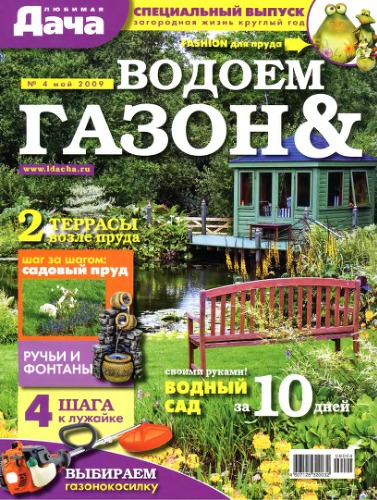 ЛЮБИМАЯ
Дача
СПЕЦИАЛЬНЫЙ ВЫПУСК
загородная жизнь круглый год
FASHION для пруда
№ 4 май 2009
ВОДОЕМ
ГАЗОН&
www.ldacha.ru
2 ТЕРРАСЫ
возле пруда
шаг за шагом:
садовый пруд
РУЧЬИ И
ФОНТАНЫ
4 ШАГА
к лужайке
своими руками!
ВОДНЫЙ
САД за 10 дней
ВЫБИРАЕМ
газонокосилку